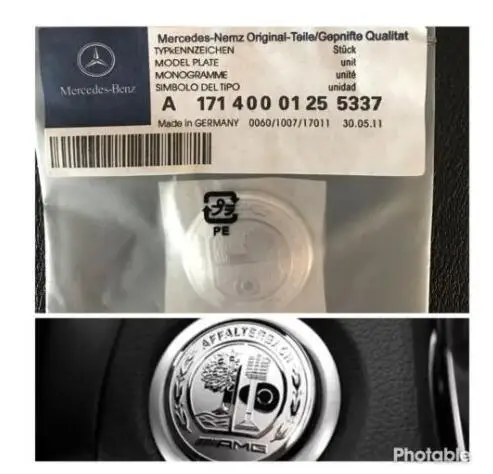 Mercedes-Nemz Original-Teile/Gepnifte Qualitat
TYPkENNZEICHEN Stück
MODEL PLATE unit
MONOGRAMME unité
SIMBOLO DEL TIPO unidad
Mercedes-Benz
A 171 400 01 25 5337
Made in GERMANY 0060/1007/17011 30.05.11
PE
AFFALTERBACH
AMG
Photable